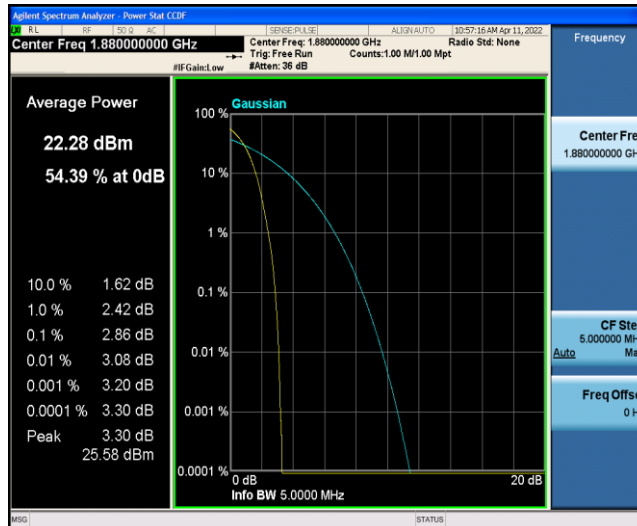 Agilent Spectrum Analyzer - Power Stat CCDF
RL RF 50 Ω AC SENSE:PULSE ALIGN AUTO 10:57:16 AM Apr 11, 2022
Center Freq 1.880000000 GHz
Center Freq: 1.880000000 GHz Radio Std: None
Trig: Free Run Counts:1.00 M/1.00 Mpt
#IFGain:Low #Atten: 36 dB
Frequency
Average Power
22.28 dBm
54.39 % at 0dB
10.0 % 1.62 dB
1.0 % 2.42 dB
0.1 % 2.86 dB
0.01 % 3.08 dB
0.001 % 3.20 dB
0.0001 % 3.30 dB
Peak 3.30 dB
25.58 dBm
Gaussian
100 %
10 %
1 %
0.1 %
0.01 %
0.001 %
0.0001 %
0 dB 20 dB
Info BW 5.0000 MHz
Center Fre
1.880000000 GH
CF Ste
5.000000 MH
Auto Ma
Freq Offse
0 H
MSG STATUS